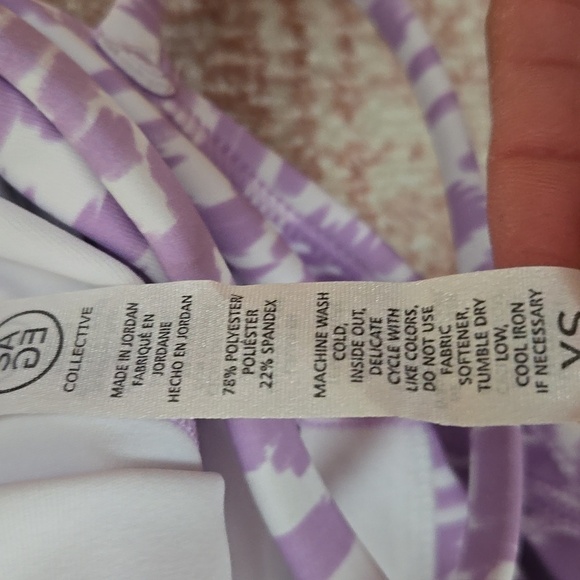 EG
AS
COLLECTIVE
MADE IN JORDAN
FABRIQUÉ EN
JORDANIE
HECHO EN JORDAN
78% POLYESTER/
POLIÉSTER
22% SPANDEX
MACHINE WASH
COLD,
INSIDE OUT,
DELICATE
CYCLE WITH
LIKE COLORS,
DO NOT USE
FABRIC
SOFTENER,
TUMBLE DRY
LOW,
COOL IRON
IF NECESSARY
XS